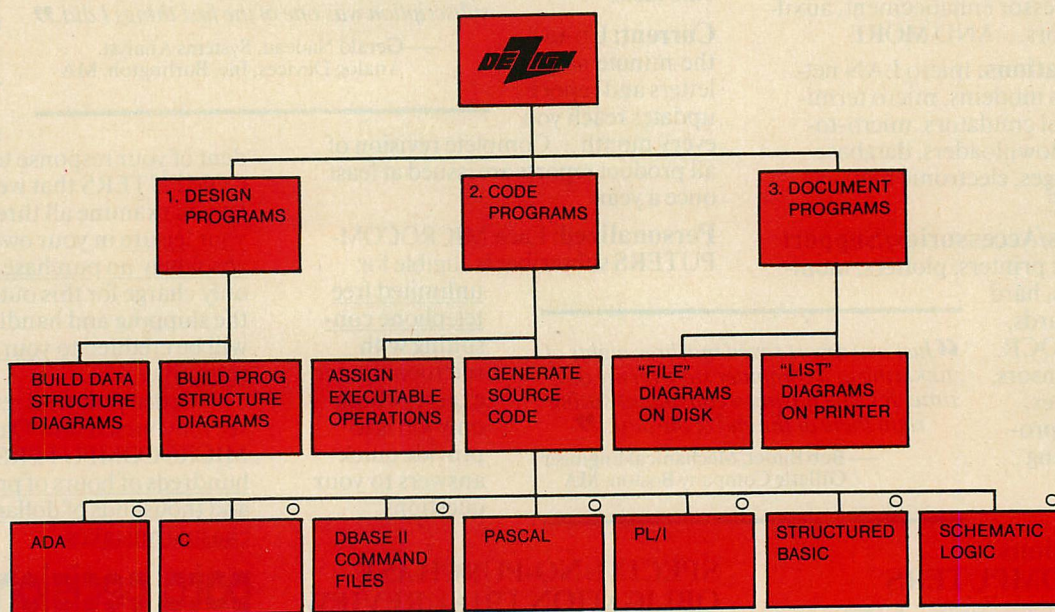 DEZIGN
1. DESIGN
PROGRAMS
2. CODE
PROGRAMS
3. DOCUMENT
PROGRAMS
BUILD DATA
STRUCTURE
DIAGRAMS
BUILD PROG
STRUCTURE
DIAGRAMS
ASSIGN
EXECUTABLE
OPERATIONS
GENERATE
SOURCE
CODE
"FILE"
DIAGRAMS
ON DISK
"LIST"
DIAGRAMS
ON PRINTER
ADA
C
DBASE II
COMMAND
FILES
PASCAL
PL/I
STRUCTURED
BASIC
SCHEMATIC
LOGIC